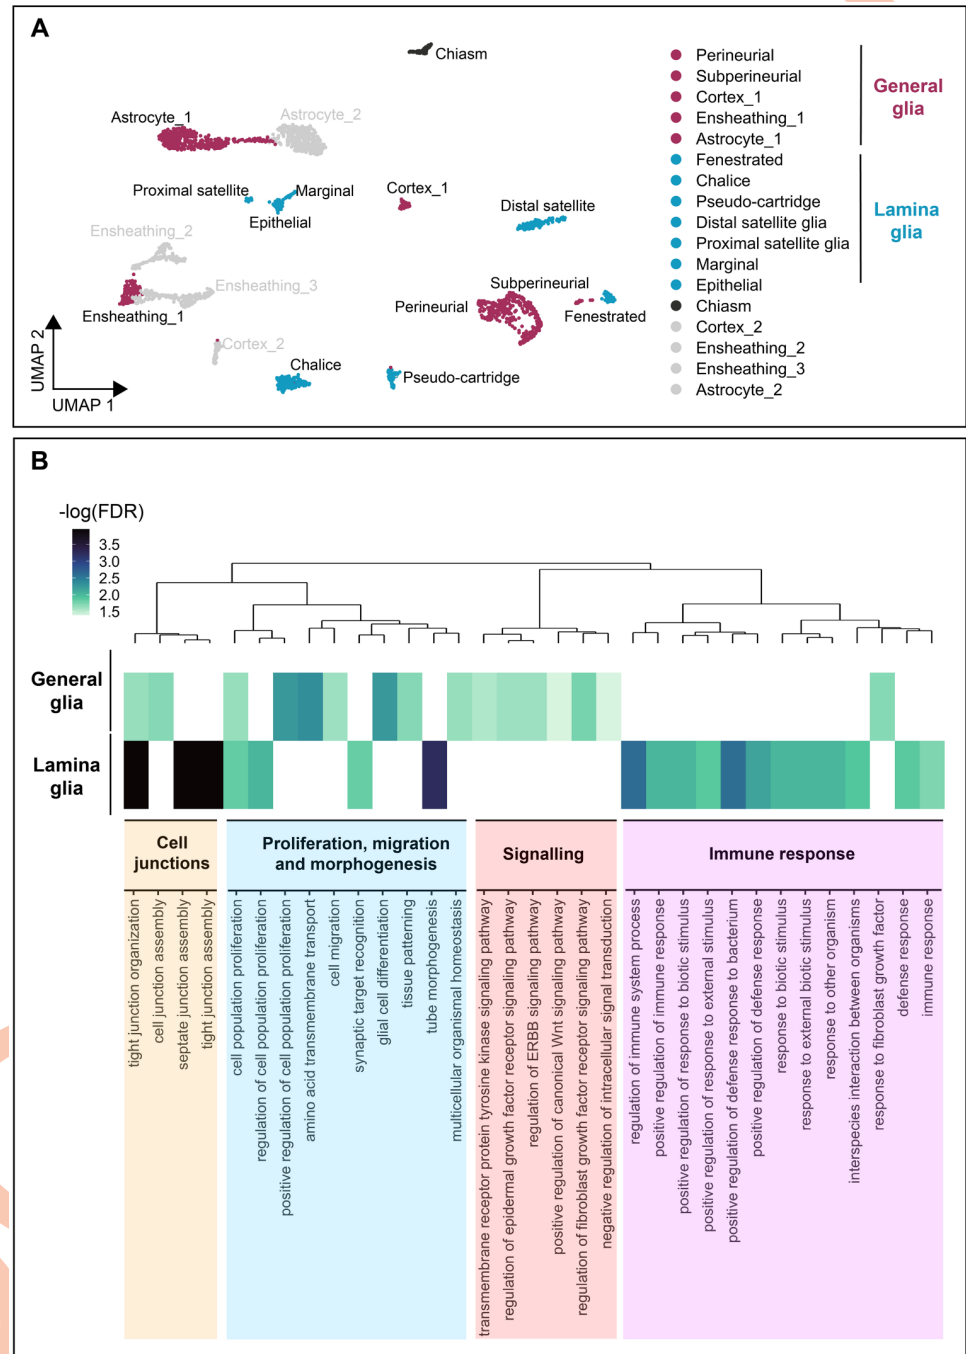 A
Chiasm
Astrocyte_1
Astrocyte_2
Proximal satellite
Marginal
Epithelial
Cortex_1
Distal satellite
Ensheathing_2
Ensheathing_3
Ensheathing_1
Subperineurial
Perineurial
Fenestrated
Cortex_2
Chalice
Pseudo-cartridge
UMAP 2
UMAP 1
Perineurial
Subperineurial
Cortex_1
Ensheathing_1
Astrocyte_1
Fenestrated
Chalice
Pseudo-cartridge
Distal satellite glia
Proximal satellite glia
Marginal
Epithelial
Chiasm
Cortex_2
Ensheathing_2
Ensheathing_3
Astrocyte_2
General
glia
Lamina
glia
B
-log(FDR)
3.5
3.0
2.5
2.0
1.5
General
glia
Lamina
glia
Cell
junctions
Proliferation, migration
and morphogenesis
Signalling
Immune response
tight junction organization
cell junction assembly
septate junction assembly
tight junction assembly
cell population proliferation
regulation of cell population proliferation
positive regulation of cell population proliferation
amino acid transmembrane transport
cell migration
synaptic target recognition
glial cell differentiation
tissue patterning
tube morphogenesis
multicellular organismal homeostasis
transmembrane receptor protein tyrosine kinase signaling pathway
regulation of epidermal growth factor receptor signaling pathway
regulation of ERBB signaling pathway
positive regulation of canonical Wnt signaling pathway
regulation of fibroblast growth factor receptor signaling pathway
negative regulation of intracellular signal transduction
regulation of immune system process
positive regulation of immune response
positive regulation of response to biotic stimulus
positive regulation of response to external stimulus
positive regulation of defense response to bacterium
positive regulation of defense response
response to biotic stimulus
response to external biotic stimulus
response to other organism
interspecies interaction between organisms
response to fibroblast growth factor
defense response
immune response